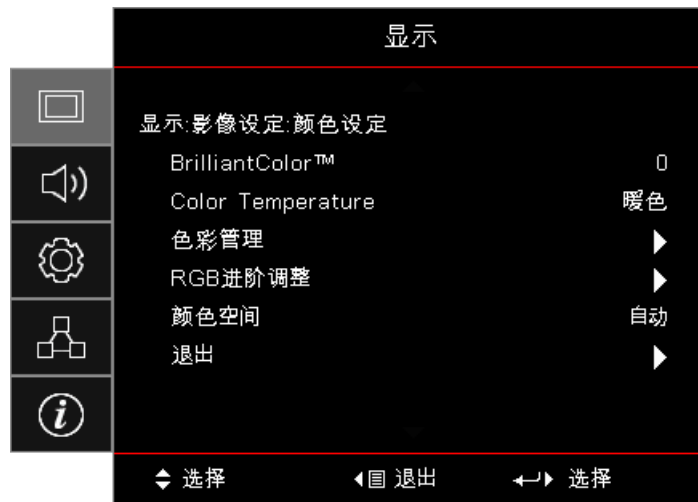 显示
显示:影像设定:颜色设定
BrilliantColor™ 0
Color Temperature 暖色
色彩管理
RGB进阶调整
颜色空间 自动
退出
选择 退出 选择